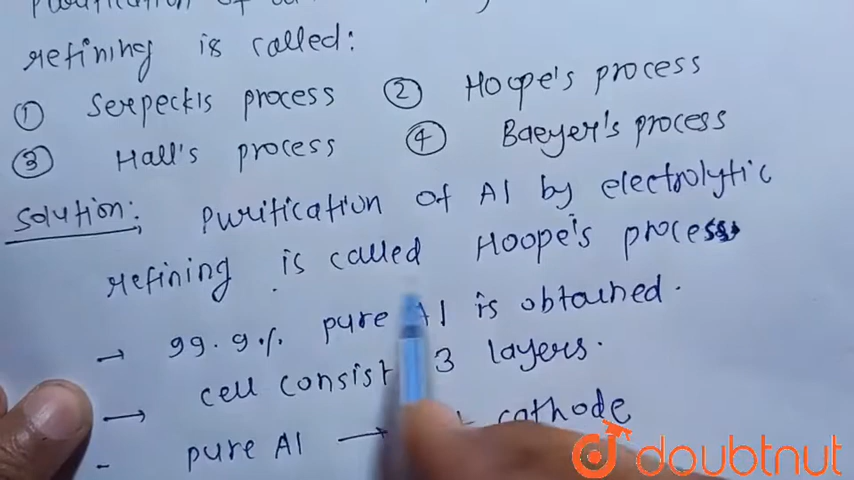 Purification of
refining is called:
① Serpeck's process ② Hoope's process
③ Hall's process ④ Baeyer's process
Solution: Purification of Al by electrolytic
refining is called Hoope's process
→ 99.9% pure Al is obtained.
→ cell consist 3 layers.
- pure Al → cathode
doubtnut